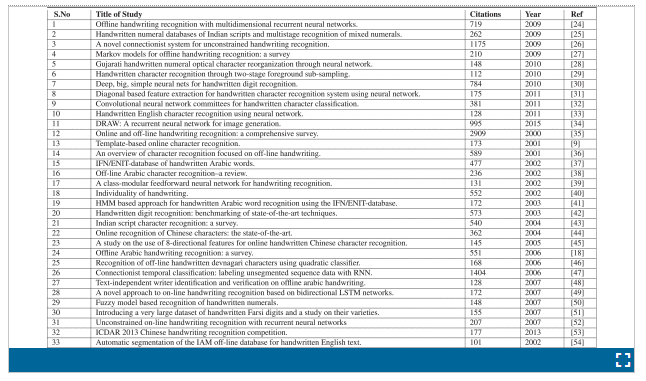 S.No Title of Study Citations Year Ref
1 Offline handwriting recognition with multidimensional recurrent neural networks. 719 2009 [24]
2 Handwritten numeral databases of Indian scripts and multistage recognition of mixed numerals. 262 2009 [25]
3 A novel connectionist system for unconstrained handwriting recognition. 1175 2009 [26]
4 Markov models for offline handwriting recognition: a survey 210 2009 [27]
5 Gujarati handwritten numeral optical character reorganization through neural network. 148 2010 [28]
6 Handwritten character recognition through two-stage foreground sub-sampling. 112 2010 [29]
7 Deep, big, simple neural nets for handwritten digit recognition. 784 2010 [30]
8 Diagonal based feature extraction for handwritten character recognition system using neural network. 175 2011 [31]
9 Convolutional neural network committees for handwritten character classification. 381 2011 [32]
10 Handwritten English character recognition using neural network. 128 2011 [33]
11 DRAW: A recurrent neural network for image generation. 995 2015 [34]
12 Online and off-line handwriting recognition: a comprehensive survey. 2909 2000 [35]
13 Template-based online character recognition. 173 2001 [9]
14 An overview of character recognition focused on off-line handwriting. 589 2001 [36]
15 IFN/ENIT-database of handwritten Arabic words. 477 2002 [37]
16 Off-line Arabic character recognition–a review. 236 2002 [38]
17 A class-modular feedforward neural network for handwriting recognition. 131 2002 [39]
18 Individuality of handwriting. 552 2002 [40]
19 HMM based approach for handwritten Arabic word recognition using the IFN/ENIT-database. 172 2003 [41]
20 Handwritten digit recognition: benchmarking of state-of-the-art techniques. 573 2003 [42]
21 Indian script character recognition: a survey. 540 2004 [43]
22 Online recognition of Chinese characters: the state-of-the-art. 362 2004 [44]
23 A study on the use of 8-directional features for online handwritten Chinese character recognition. 145 2005 [45]
24 Offline Arabic handwriting recognition: a survey. 551 2006 [18]
25 Recognition of off-line handwritten devnagari characters using quadratic classifier. 168 2006 [46]
26 Connectionist temporal classification: labeling unsegmented sequence data with RNN. 1404 2006 [47]
27 Text-independent writer identification and verification on offline arabic handwriting. 128 2007 [48]
28 A novel approach to on-line handwriting recognition based on bidirectional LSTM networks. 172 2007 [49]
29 Fuzzy model based recognition of handwritten numerals. 148 2007 [50]
30 Introducing a very large dataset of handwritten Farsi digits and a study on their varieties. 155 2007 [51]
31 Unconstrained on-line handwriting recognition with recurrent neural networks 207 2007 [52]
32 ICDAR 2013 Chinese handwriting recognition competition. 177 2013 [53]
33 Automatic segmentation of the IAM off-line database for handwritten English text. 101 2002 [54]